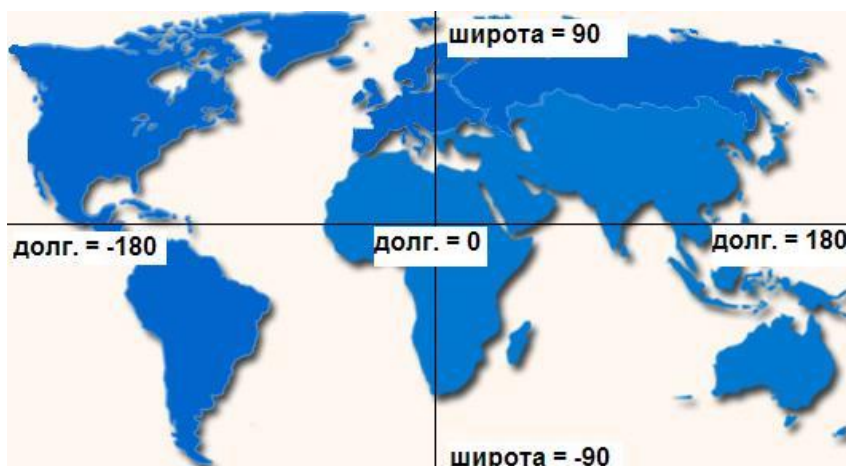 широта = 90
долг. = -180
долг. = 0
долг. = 180
широта = -90